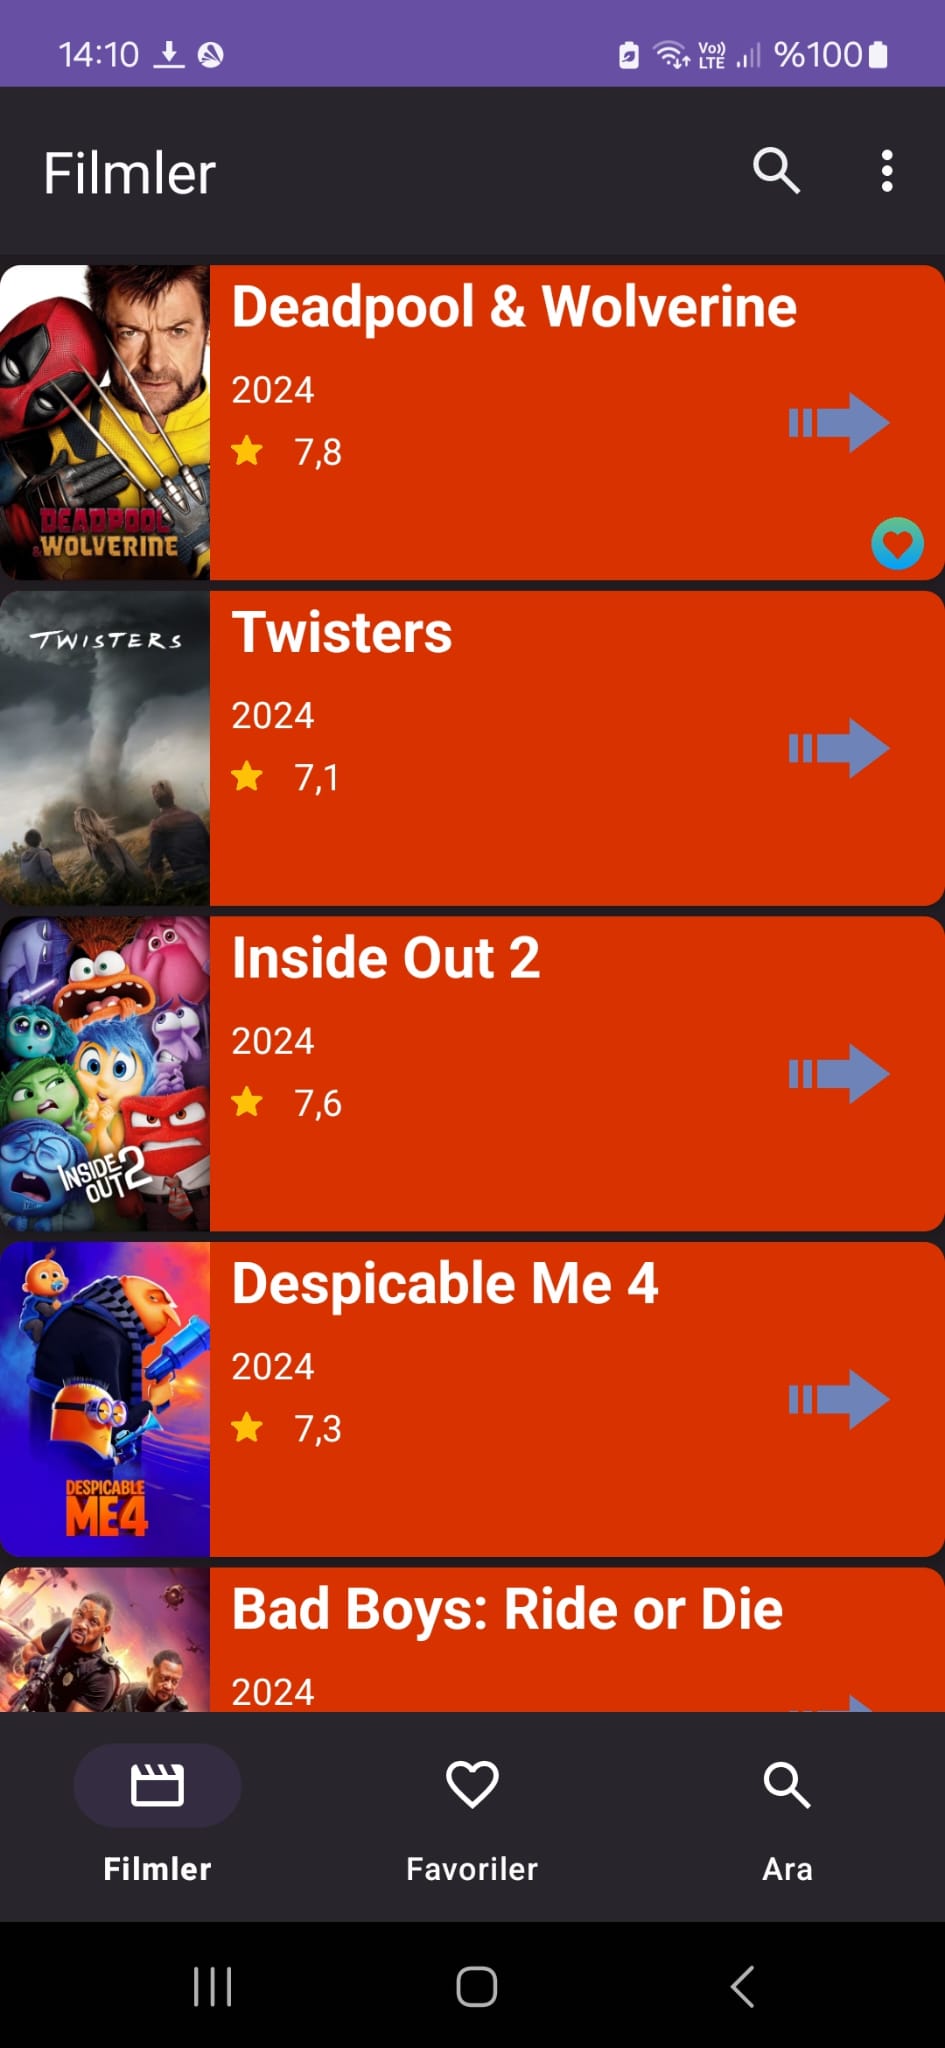 14:10
Vo))
LTE
%100
Filmler
Deadpool & Wolverine
2024
7,8
DEADPOOL
& WOLVERINE
TWISTERS
Twisters
2024
7,1
Inside Out 2
2024
7,6
INSIDE
OUT 2
Despicable Me 4
2024
7,3
DESPICABLE
ME4
Bad Boys: Ride or Die
2024
Filmler
Favoriler
Ara